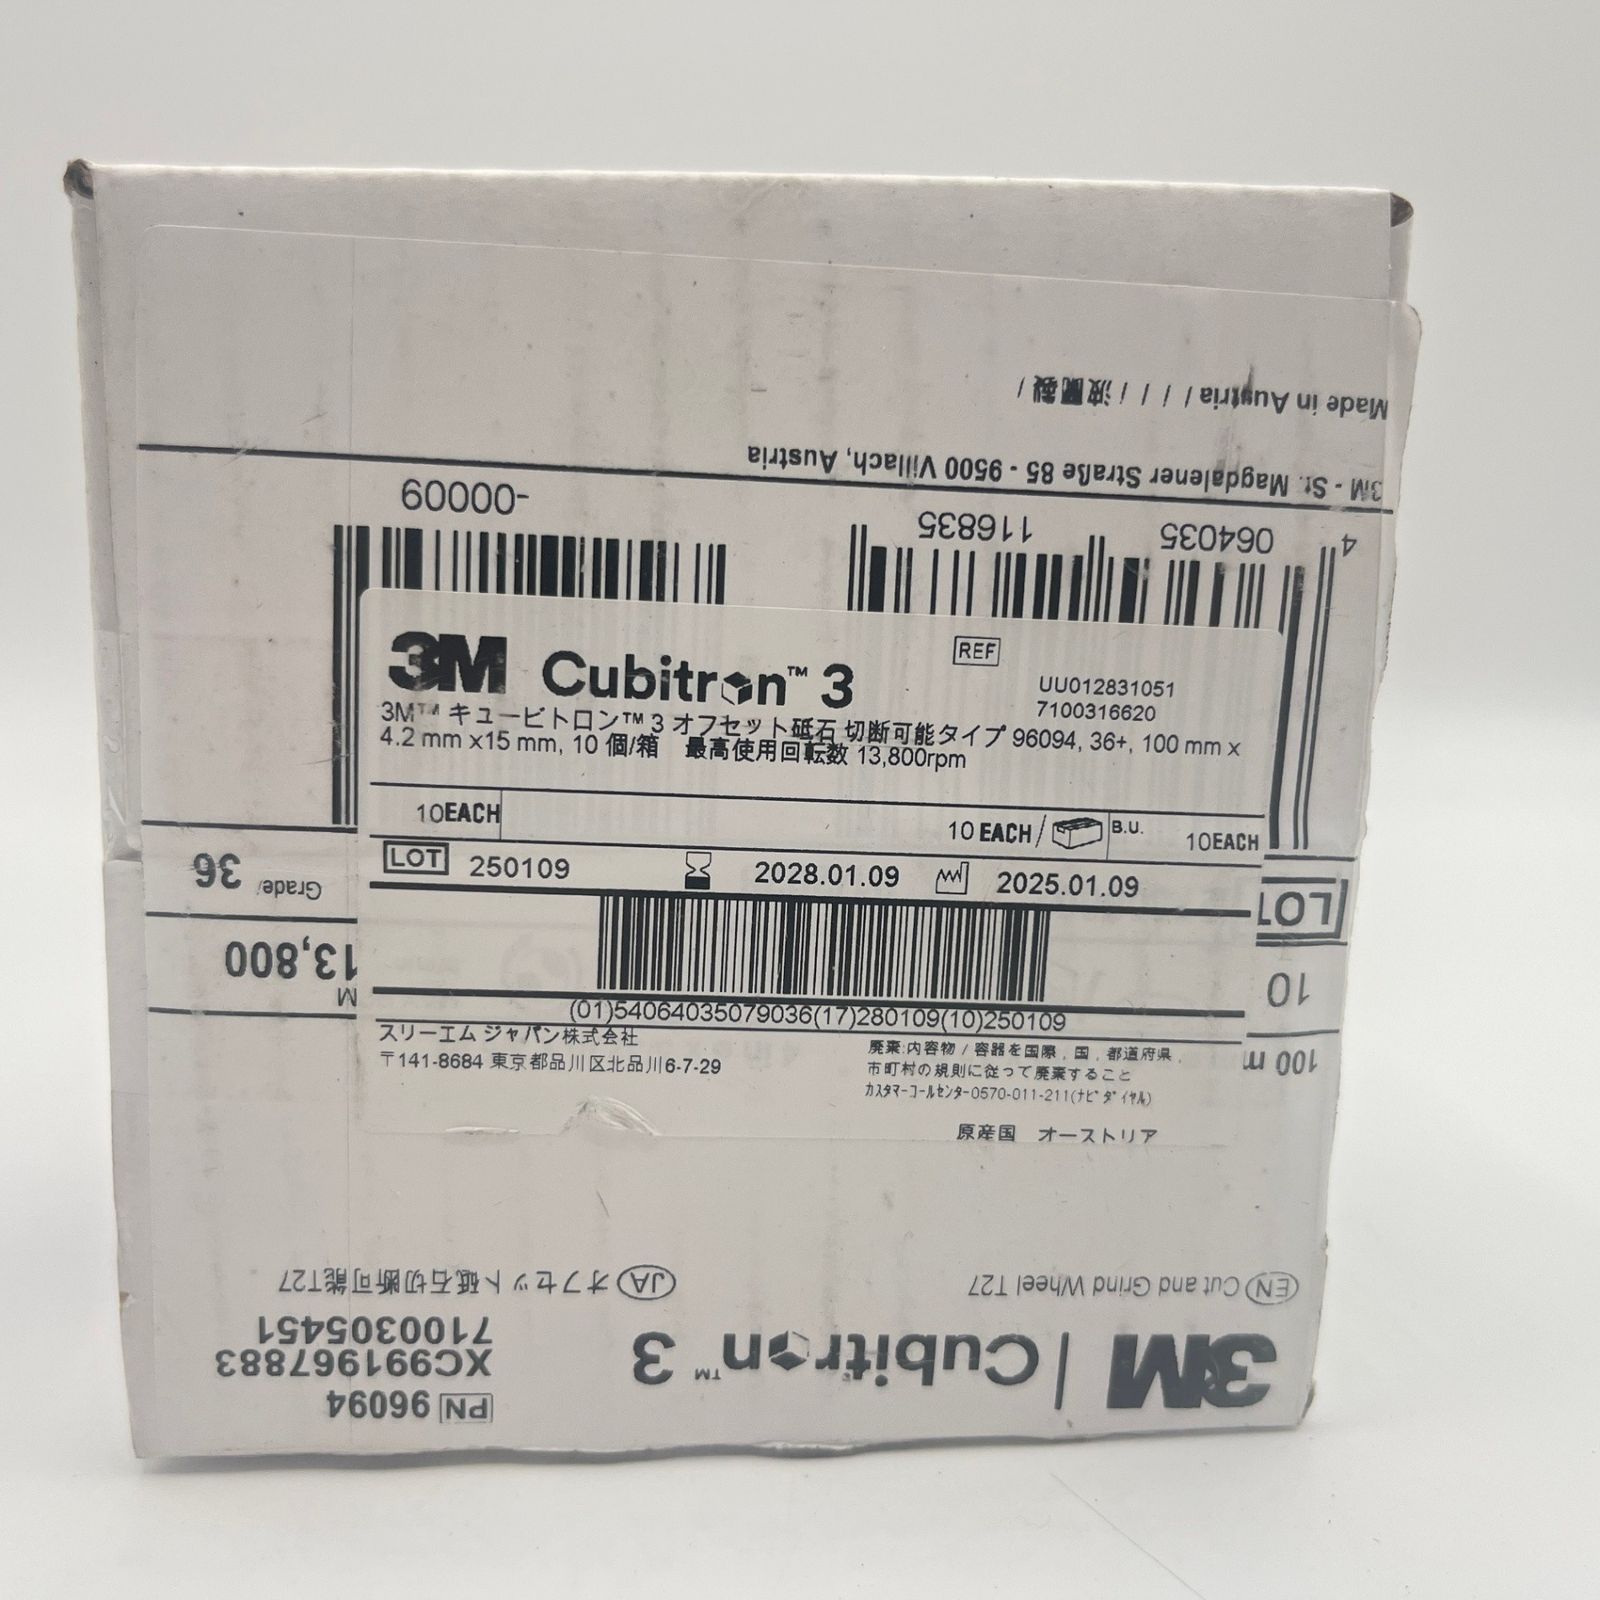 Made in Austria / / / / 波蘭製 /
3M - St. Magdalener Straße 85 - 9500 Villach, Austria
-00009
4 064035 116835
3M Cubitron™ 3
REF
UU012831051
7100316620
3M™ キュービトロン™ 3 オフセット砥石 切断可能タイプ 96094, 36+, 100 mm x
4.2 mm x15 mm, 10 個/箱 最高使用回転数 13,800rpm
10EACH
10 EACH/
B.U.
10EACH
LOT 250109 2028.01.09 2025.01.09
(01)54064035079036(17)280109(10)250109
スリーエム ジャパン株式会社
〒141-8684 東京都品川区北品川6-7-29
廃棄:内容物 / 容器を国際, 国, 都道府県,
市町村の規則に従って廃棄すること
カスタマーコールセンター0570-011-211(ナビダイヤル)
原産国 オーストリア
Grade/ 36
13,800
LOT
10
100 m
EN Cut and Grind Wheel T27
JA オフセット砥石切断可能T27
3M | Cubitron™ 3
PN 96094
XC991967883
7100305451